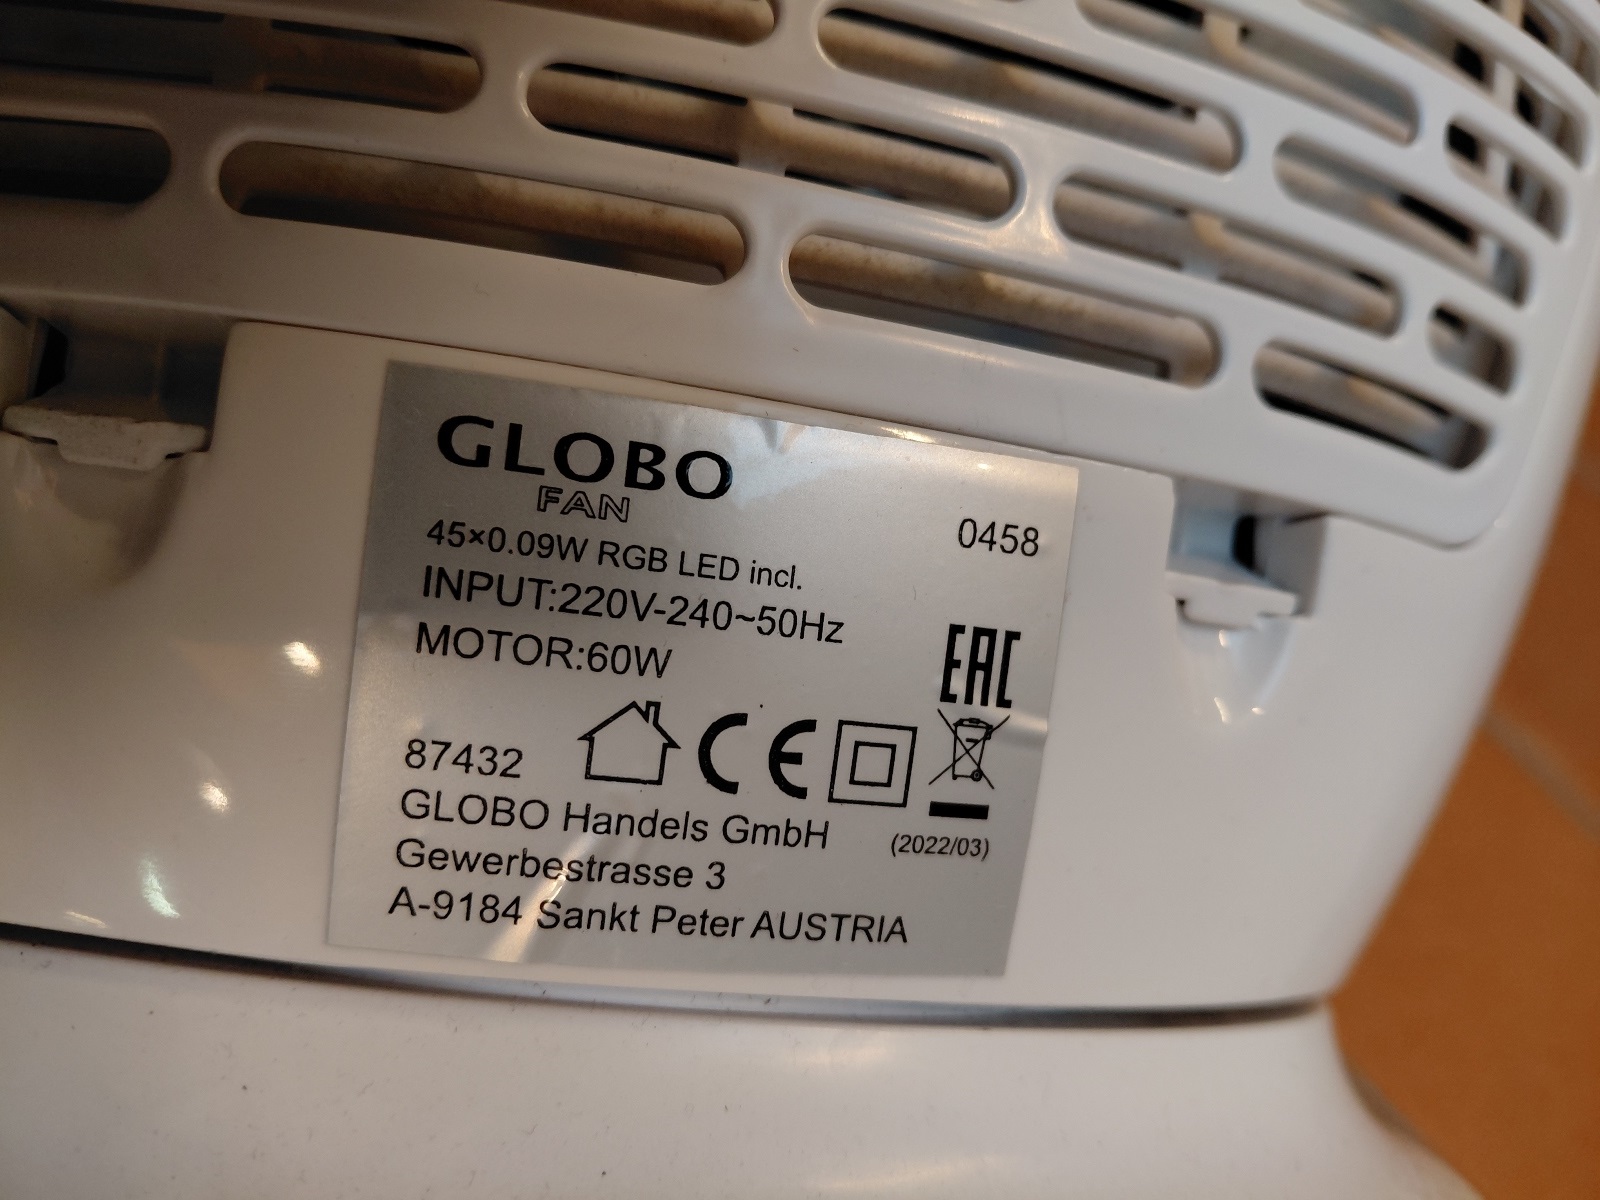 GLOBO
FAN
0458
45×0.09W RGB LED incl.
INPUT:220V-240~50Hz
MOTOR:60W
EAC
87432
CE
GLOBO Handels GmbH
(2022/03)
Gewerbestrasse 3
A-9184 Sankt Peter AUSTRIA